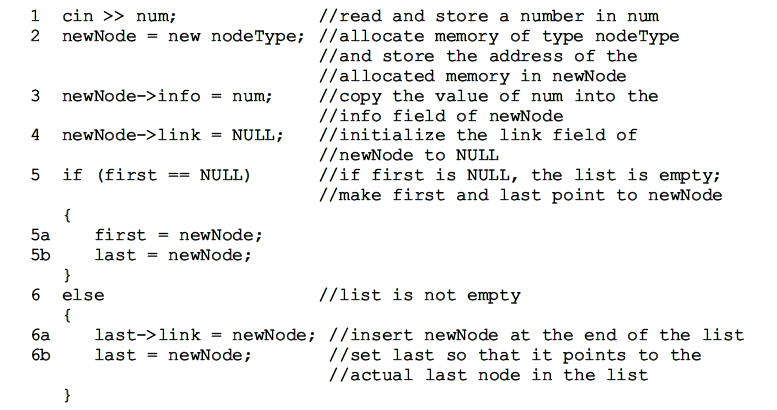 1 cin >> num; //read and store a number in num
2 newNode = new nodeType; //allocate memory of type nodeType
//and store the address of the
//allocated memory in newNode
3 newNode->info = num; //copy the value of num into the
//info field of newNode
4 newNode->link = NULL; //initialize the link field of
//newNode to NULL
5 if (first == NULL) //if first is NULL, the list is empty;
//make first and last point to newNode
{
5a first = newNode;
5b last = newNode;
}
6 else //list is not empty
{
6a last->link = newNode; //insert newNode at the end of the list
6b last = newNode; //set last so that it points to the
//actual last node in the list
}